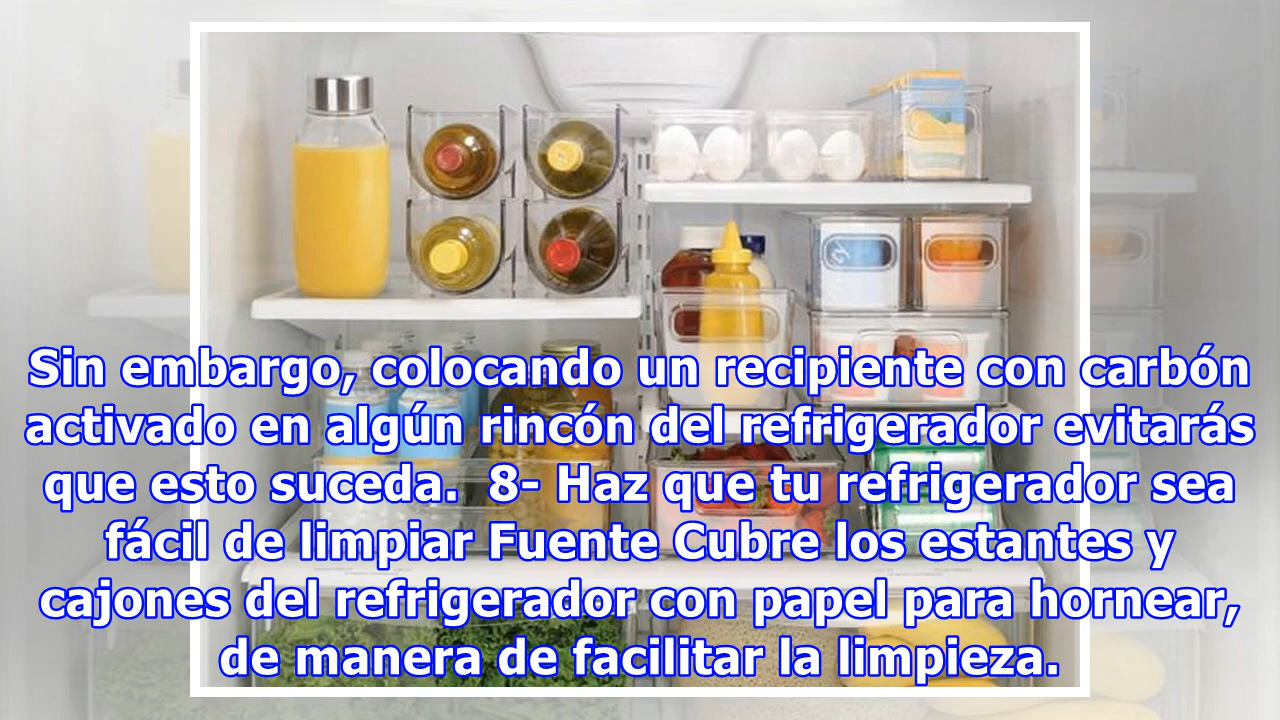 Sin embargo, colocando un recipiente con carbón
activado en algún rincón del refrigerador evitarás
que esto suceda.  8- Haz que tu refrigerador sea
fácil de limpiar Fuente Cubre los estantes y
cajones del refrigerador con papel para hornear,
de manera de facilitar la limpieza.